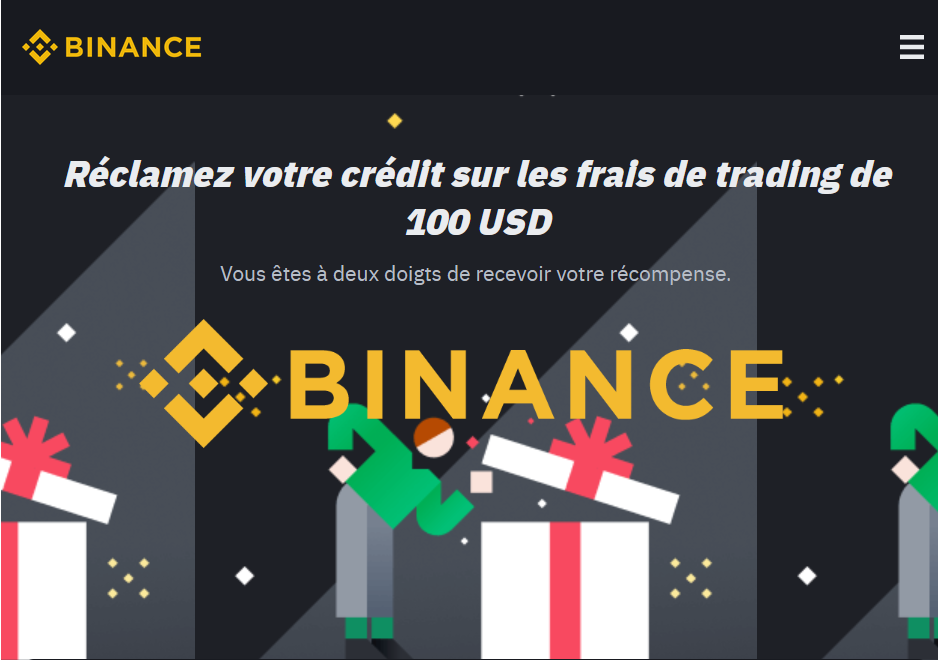 BINANCE
Réclamez votre crédit sur les frais de trading de
100 USD
Vous êtes à deux doigts de recevoir votre récompense.
BINANCE